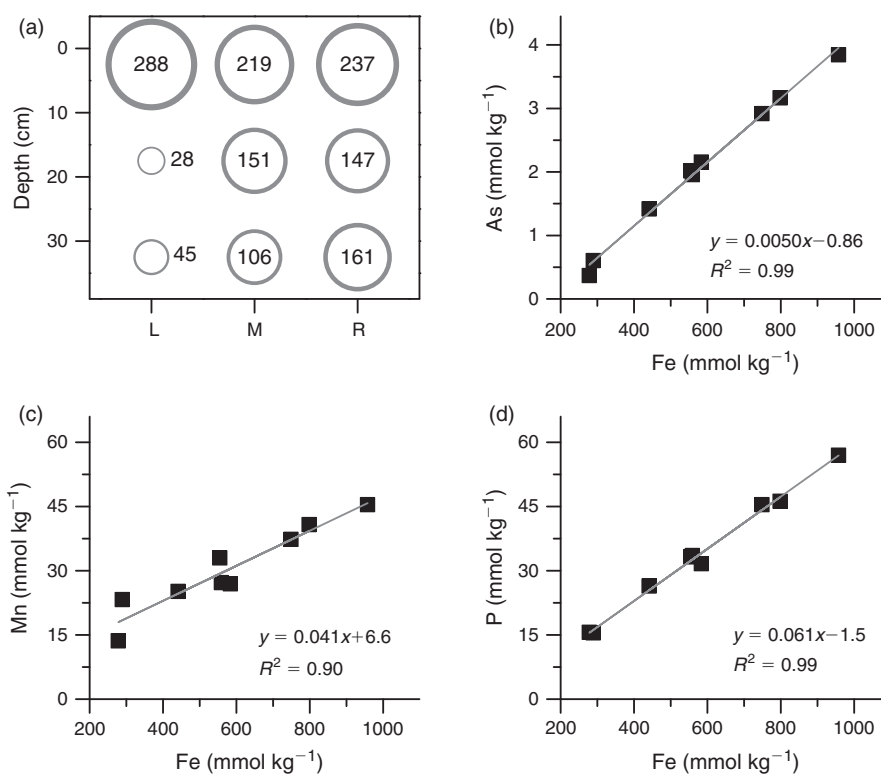 (a)
0
10
20
30
Depth (cm)
288
219
237
28
151
147
45
106
161
L
M
R
(b)
4
3
2
1
0
As (mmol kg⁻¹)
y = 0.0050x−0.86
R² = 0.99
200 400 600 800 1000
Fe (mmol kg⁻¹)
(c)
60
45
30
15
0
Mn (mmol kg⁻¹)
y = 0.041x+6.6
R² = 0.90
200 400 600 800 1000
Fe (mmol kg⁻¹)
(d)
60
45
30
15
0
P (mmol kg⁻¹)
y = 0.061x−1.5
R² = 0.99
200 400 600 800 1000
Fe (mmol kg⁻¹)